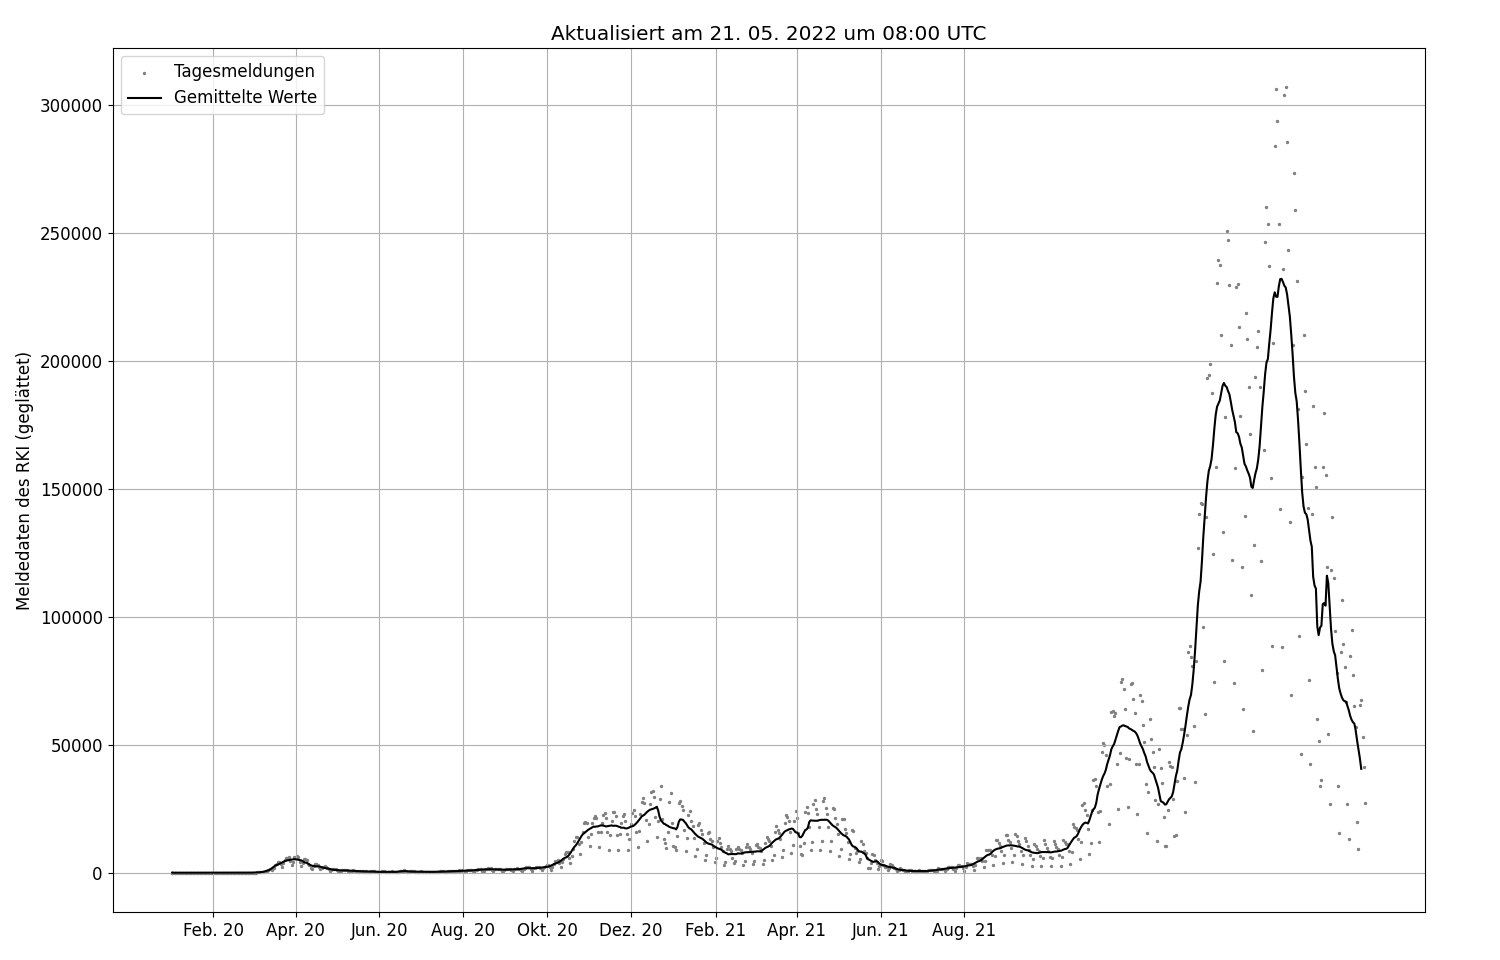 Aktualisiert am 21. 05. 2022 um 08:00 UTC
Tagesmeldungen
Gemittelte Werte
Meldedaten des RKI (geglättet)
300000
250000
200000
150000
100000
50000
0
Feb. 20 Apr. 20 Jun. 20 Aug. 20 Okt. 20 Dez. 20 Feb. 21 Apr. 21 Jun. 21 Aug. 21